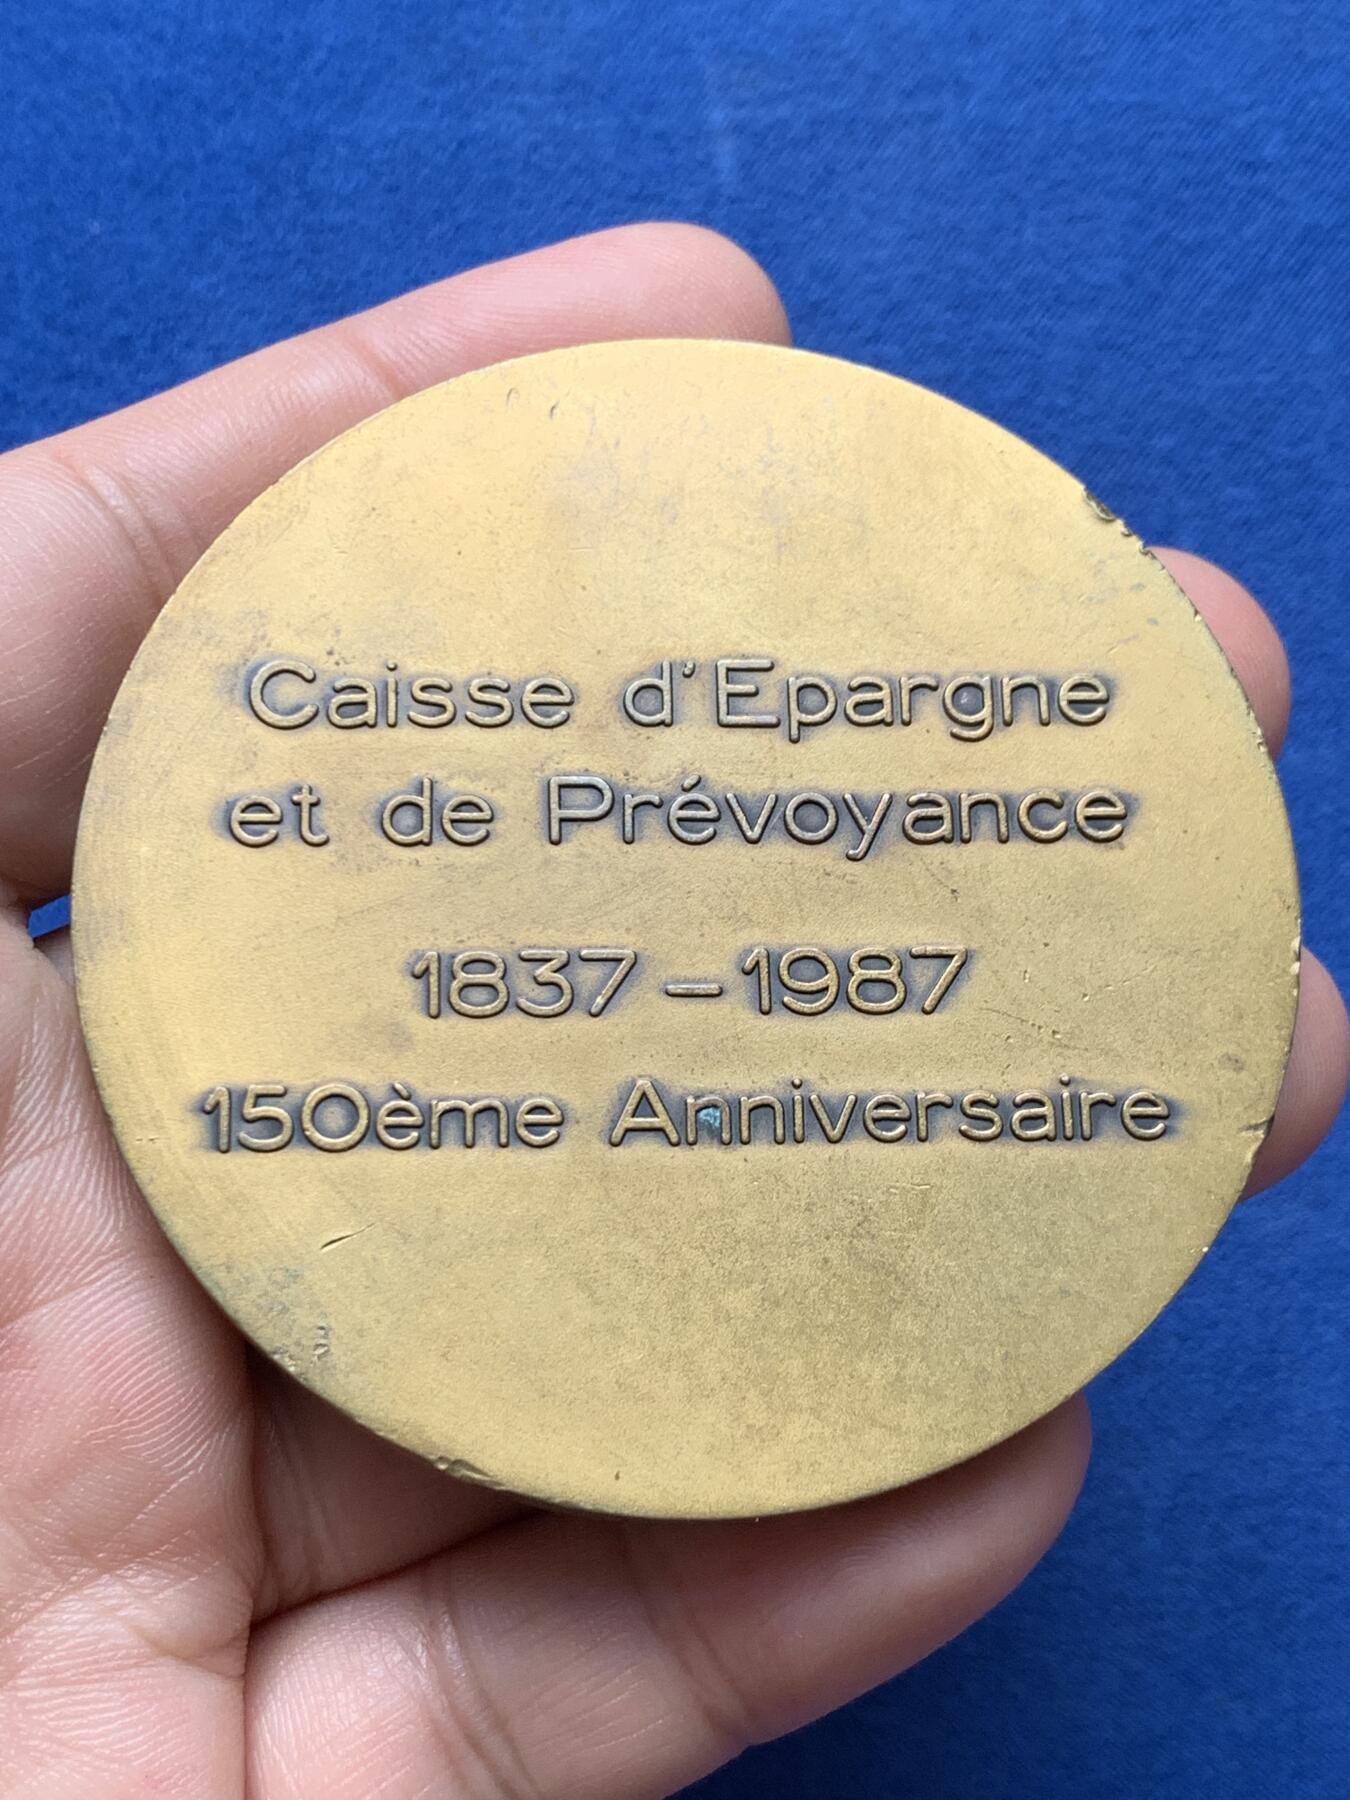 Caisse d'Epargne
et de Prévoyance
1837-1987
150ème Anniversaire